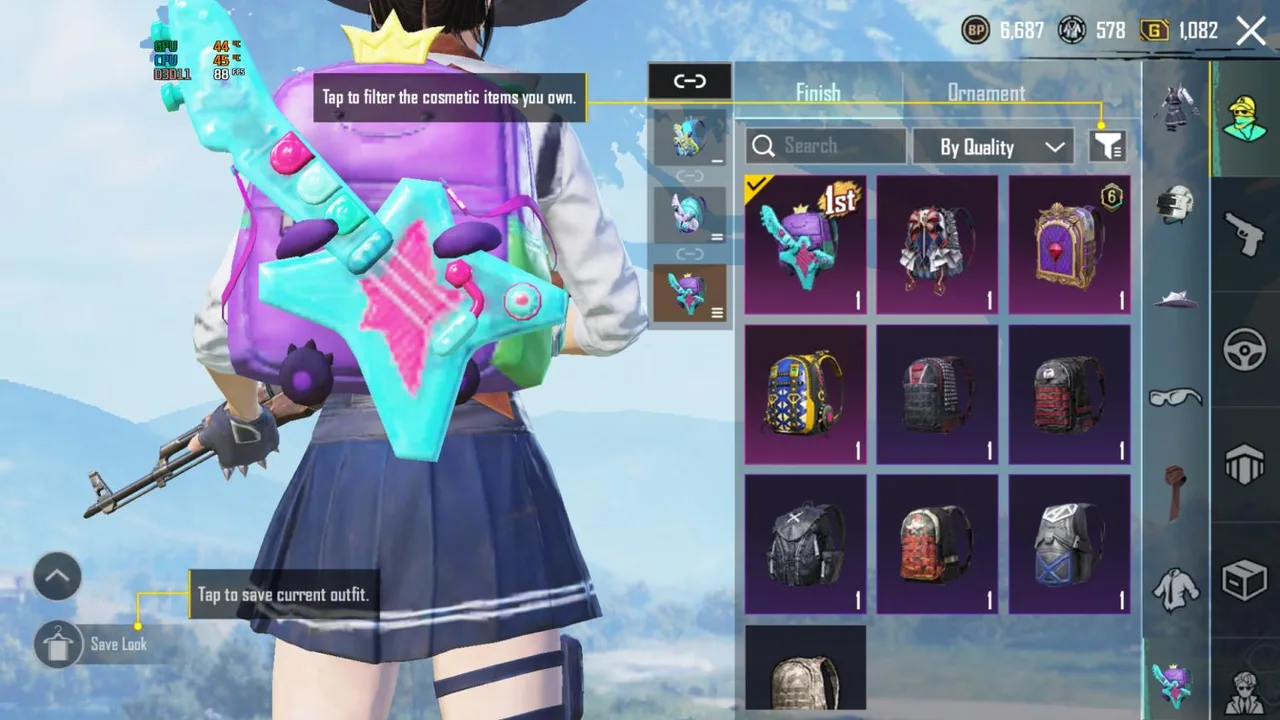 GPU 44 °C
CPU 45 °C
D3D11 88 FPS
BP 6,687 578 G 1,082
Tap to filter the cosmetic items you own.
Finish Ornament
Search By Quality
1st 6
1 1 1
1 1 1
1 1 1
Tap to save current outfit.
Save Look